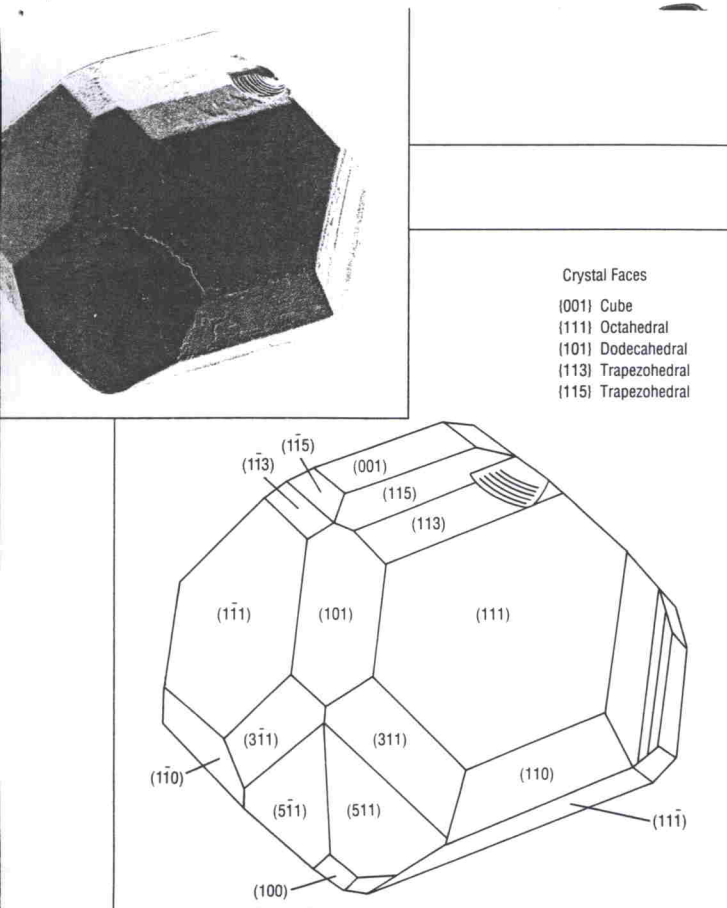 Crystal Faces
{001} Cube
{111} Octahedral
{101} Dodecahedral
{113} Trapezohedral
{115} Trapezohedral
(11̅5)
(11̅3)
(001)
(115)
(113)
(11̅1)
(101)
(111)
(31̅1)
(311)
(110)
(11̅0)
(51̅1)
(511)
(111̅)
(100)